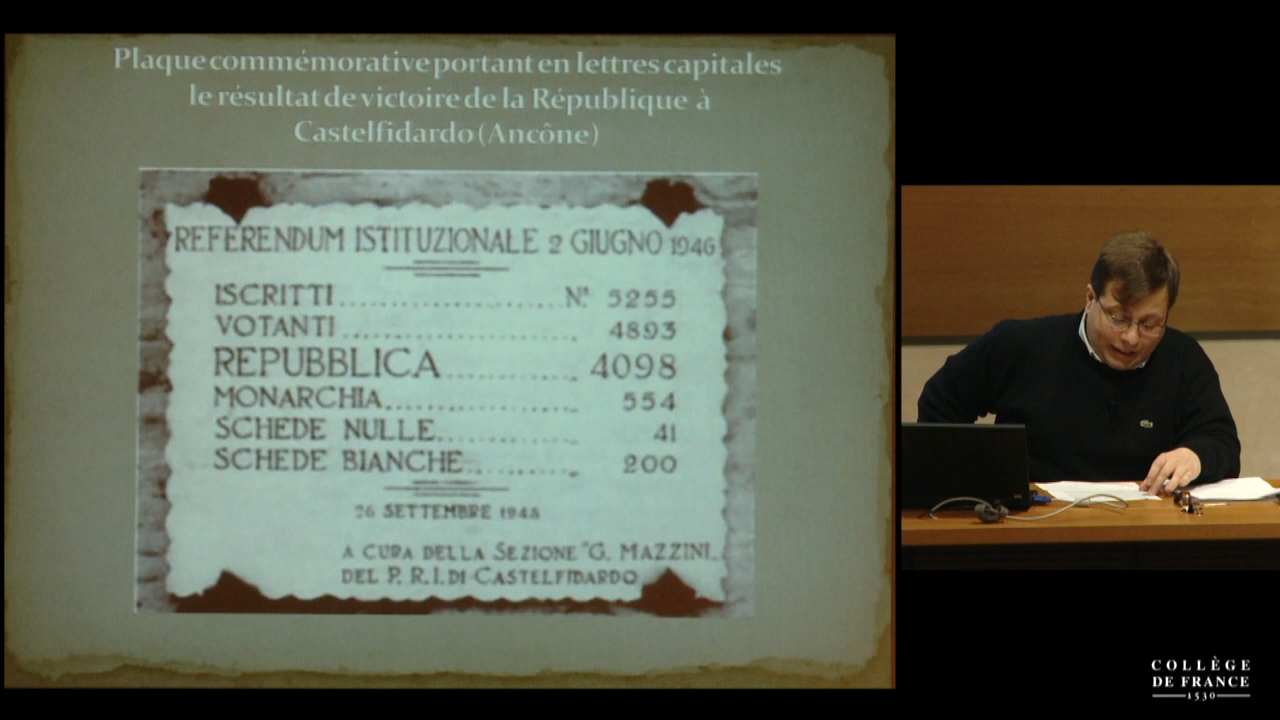 Plaque commémorative portant en lettres capitales
le résultat de victoire de la République à
Castelfidardo (Ancône)
REFERENDUM ISTITUZIONALE 2 GIUGNO 1946
ISCRITTI.......................Nº 5255
VOTANTI....................... 4893
REPUBBLICA............... 4098
MONARCHIA................... 554
SCHEDE NULLE.............. 41
SCHEDE BIANCHE........... 200
26 SETTEMBRE 1948
A CURA DELLA SEZIONE "G. MAZZINI
DEL P. R. I. DI CASTELFIDARDO
COLLÈGE
DE FRANCE
1530